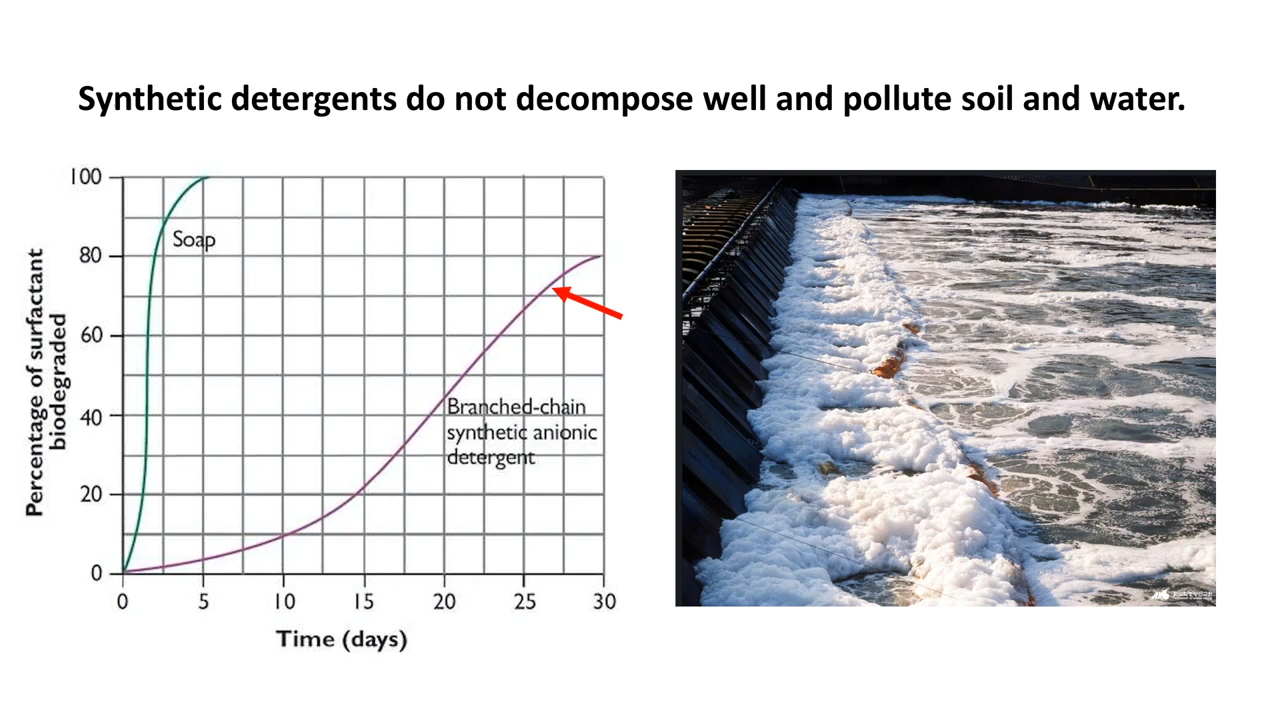 Synthetic detergents do not decompose well and pollute soil and water.
Percentage of surfactant
biodegraded
100
80
60
40
20
0
Soap
Branched-chain
synthetic anionic
detergent
0 5 10 15 20 25 30
Time (days)